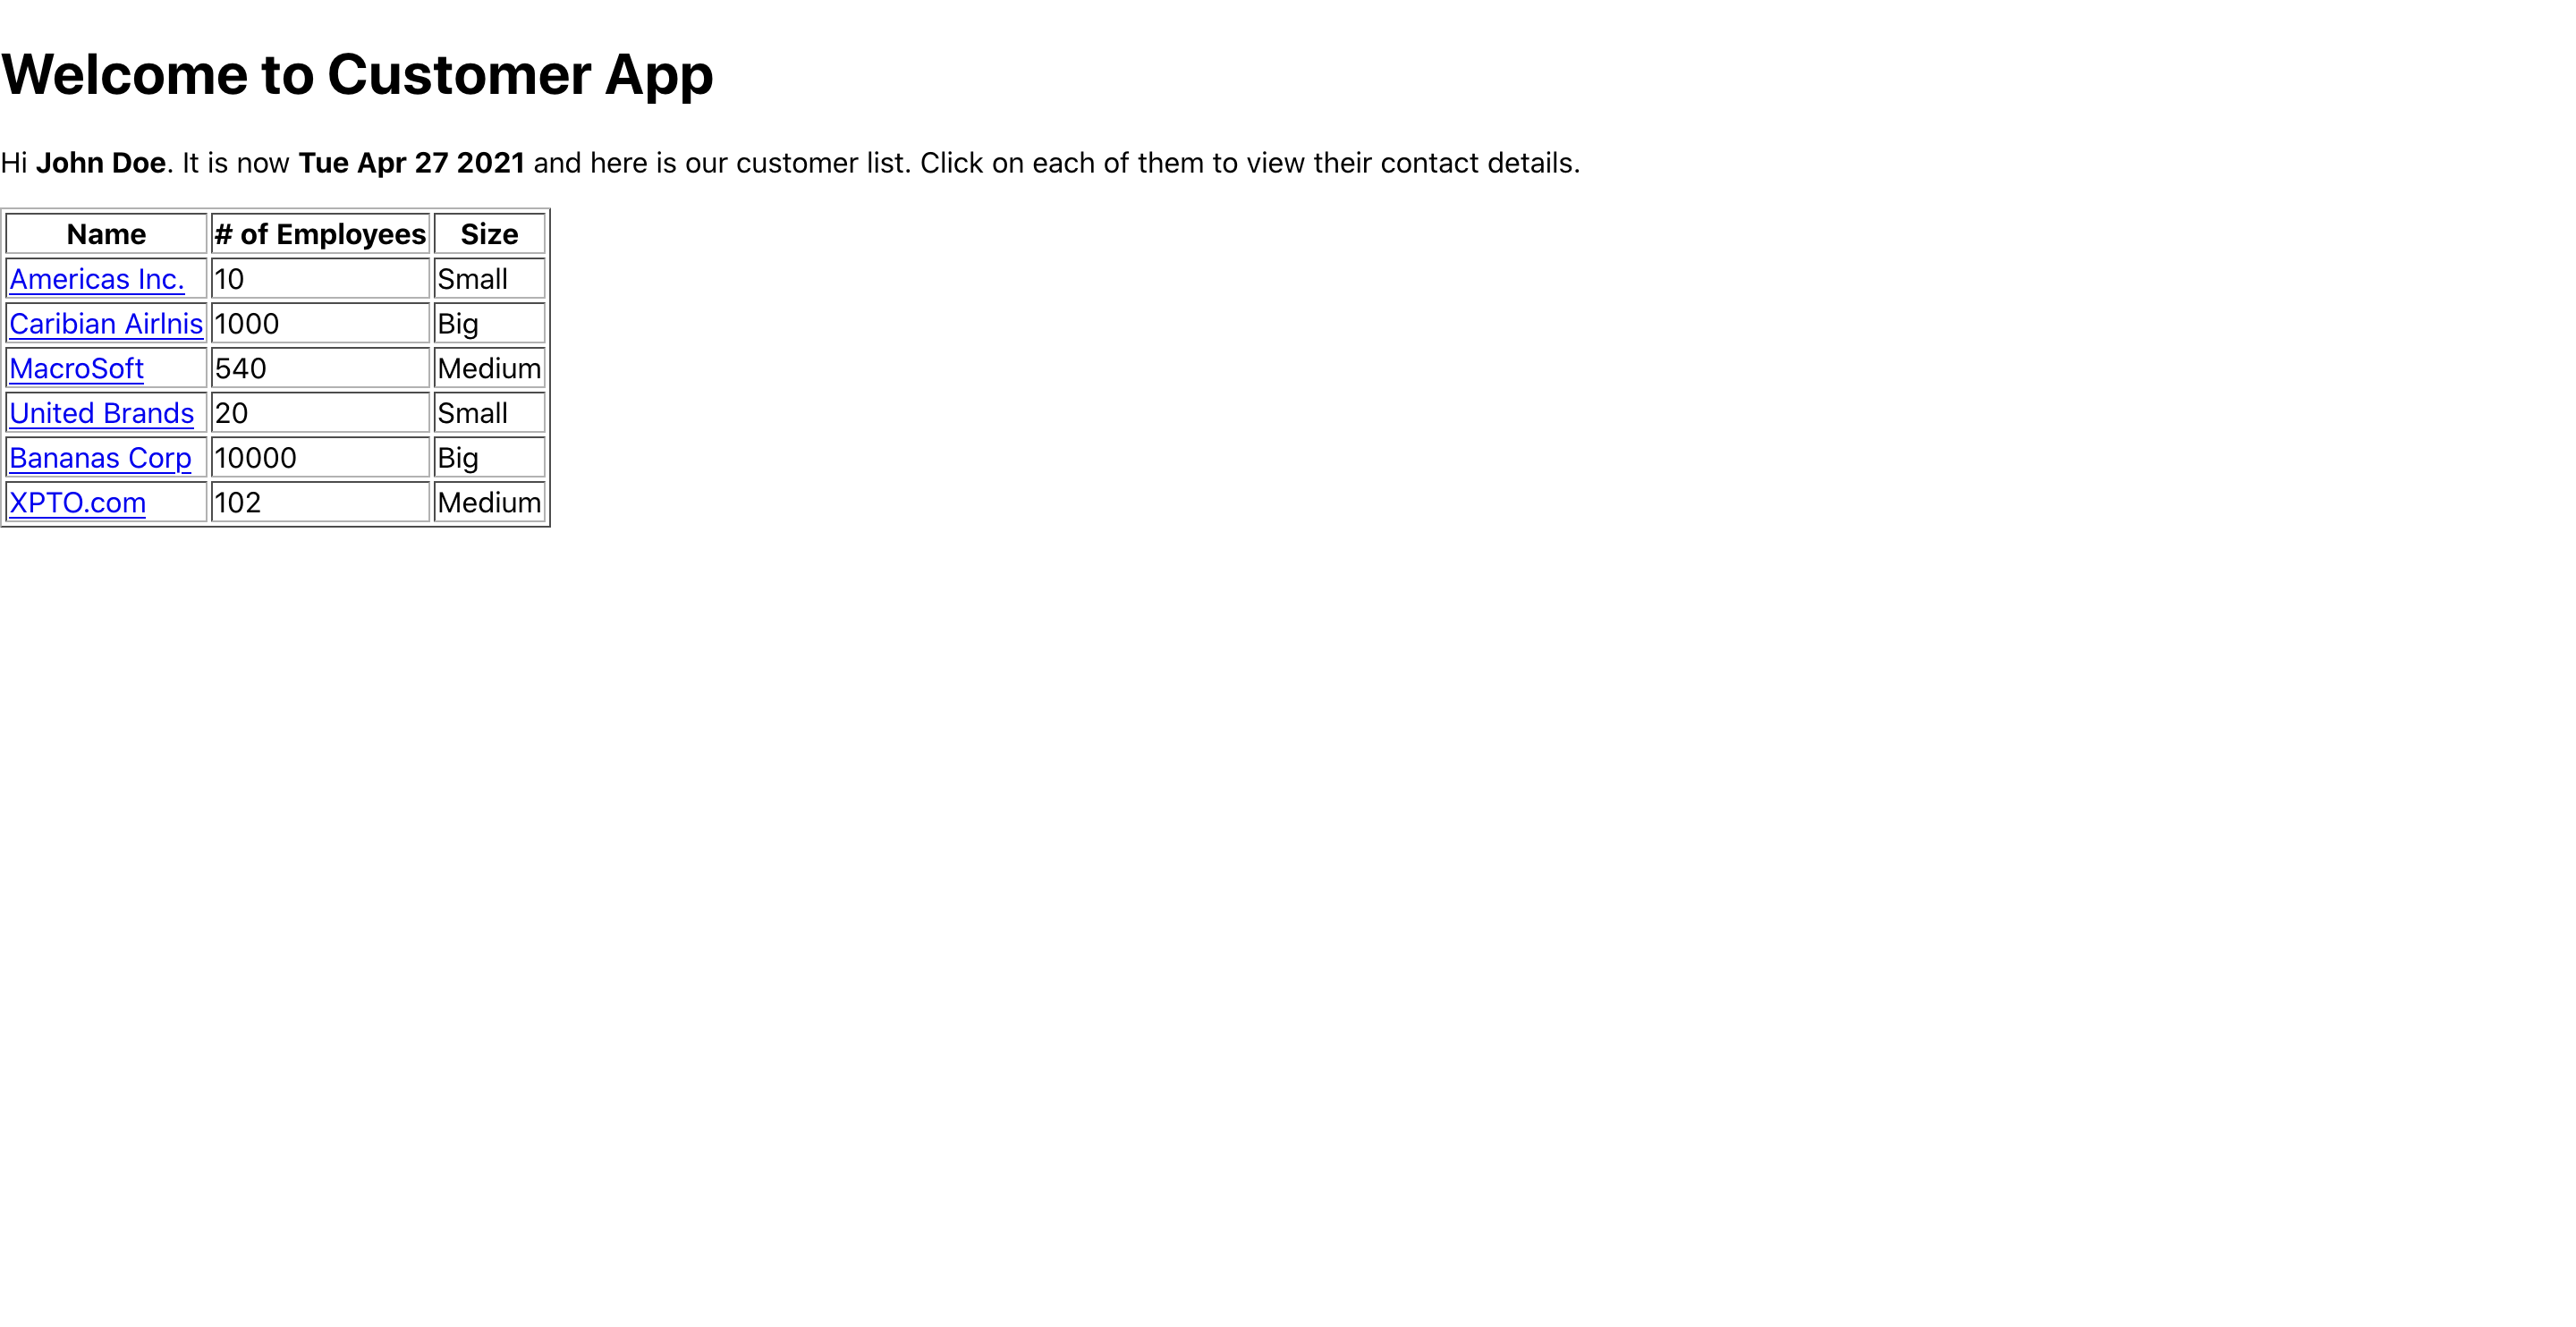 Welcome to Customer App
Hi John Doe. It is now Tue Apr 27 2021 and here is our customer list. Click on each of them to view their contact details.
Name # of Employees Size
Americas Inc. 10 Small
Caribian Airlnis 1000 Big
MacroSoft 540 Medium
United Brands 20 Small
Bananas Corp 10000 Big
XPTO.com 102 Medium